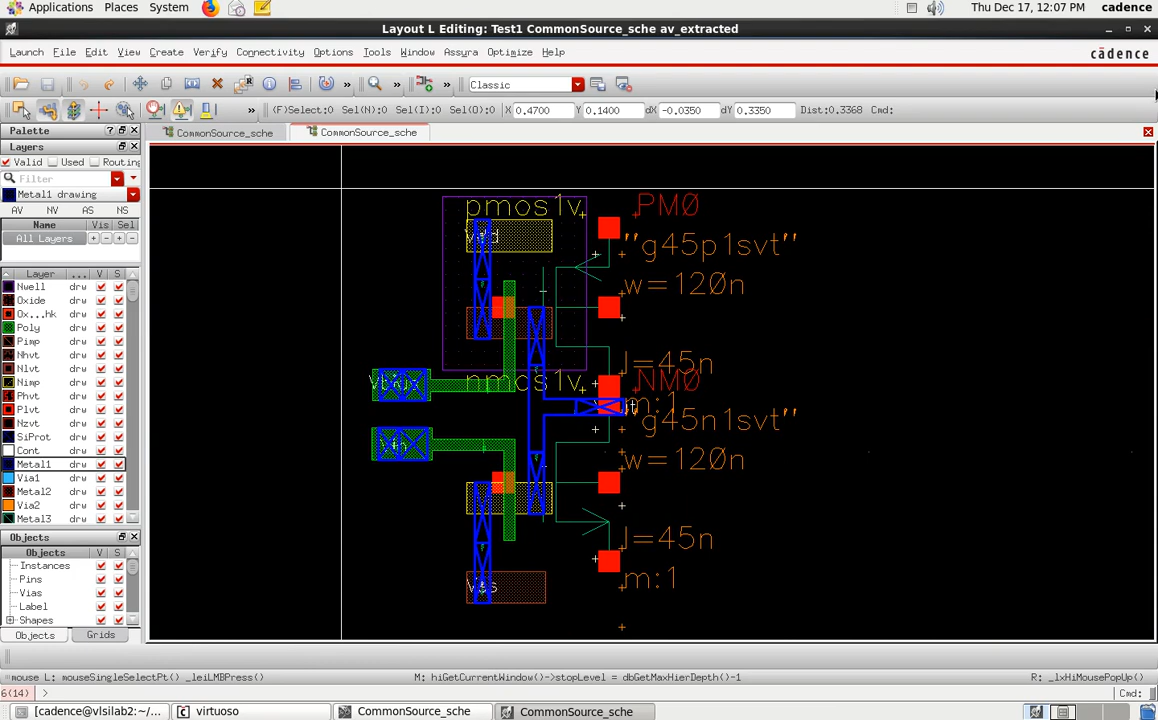 Applications Places System Thu Dec 17, 12:07 PM cadence
Layout L Editing: Test1 CommonSource_sche av_extracted
Launch File Edit View Create Verify Connectivity Options Tools Window Assura Optimize Help cādence
» » » Classic
» (F)Select:0 Sel(N):0 Sel(I):0 Sel(O):0 X 0.4700 Y 0.1400 dX -0.0350 dY 0.3350 Dist:0.3368 Cmd:
Palette ? CommonSource_sche CommonSource_sche
Layers
Valid Used Routing
Filter
Metal1 drawing
AV NV AS NS
Name Vis Sel
All Layers + - + -
Layer ... V S
Nwell drw
Oxide drw
Ox...hk drw
Poly drw
Pimp drw
Nhvt drw
Nlvt drw
Nimp drw
Phvt drw
Plvt drw
Nzvt drw
SiProt drw
Cont drw
Metal1 drw
Via1 drw
Metal2 drw
Via2 drw
Metal3 drw
Objects
Objects V S
Instances
Pins
Vias
Label
Shapes
Objects Grids
pmos1v PM0
"g45p1svt"
w=120n
l=45n
m:1
nmos1v NM0
"g45n1svt"
w=120n
l=45n
m:1
mouse L: mouseSingleSelectPt() _leiLMBPress() M: hiGetCurrentWindow()->stopLevel = dbGetMaxHierDepth()-1 R: _lxHiMousePopUp()
6(14) > Cmd:
[cadence@vlsilab2:~/... virtuoso CommonSource_sche CommonSource_sche